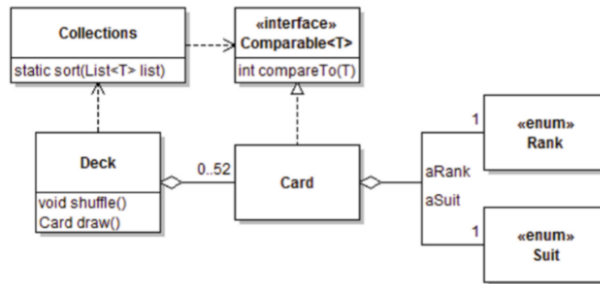 Collections
static sort(List<T> list)
«interface»
Comparable<T>
int compareTo(T)
Deck
void shuffle()
Card draw()
0..52
Card
aRank
aSuit
1
«enum»
Rank
1
«enum»
Suit